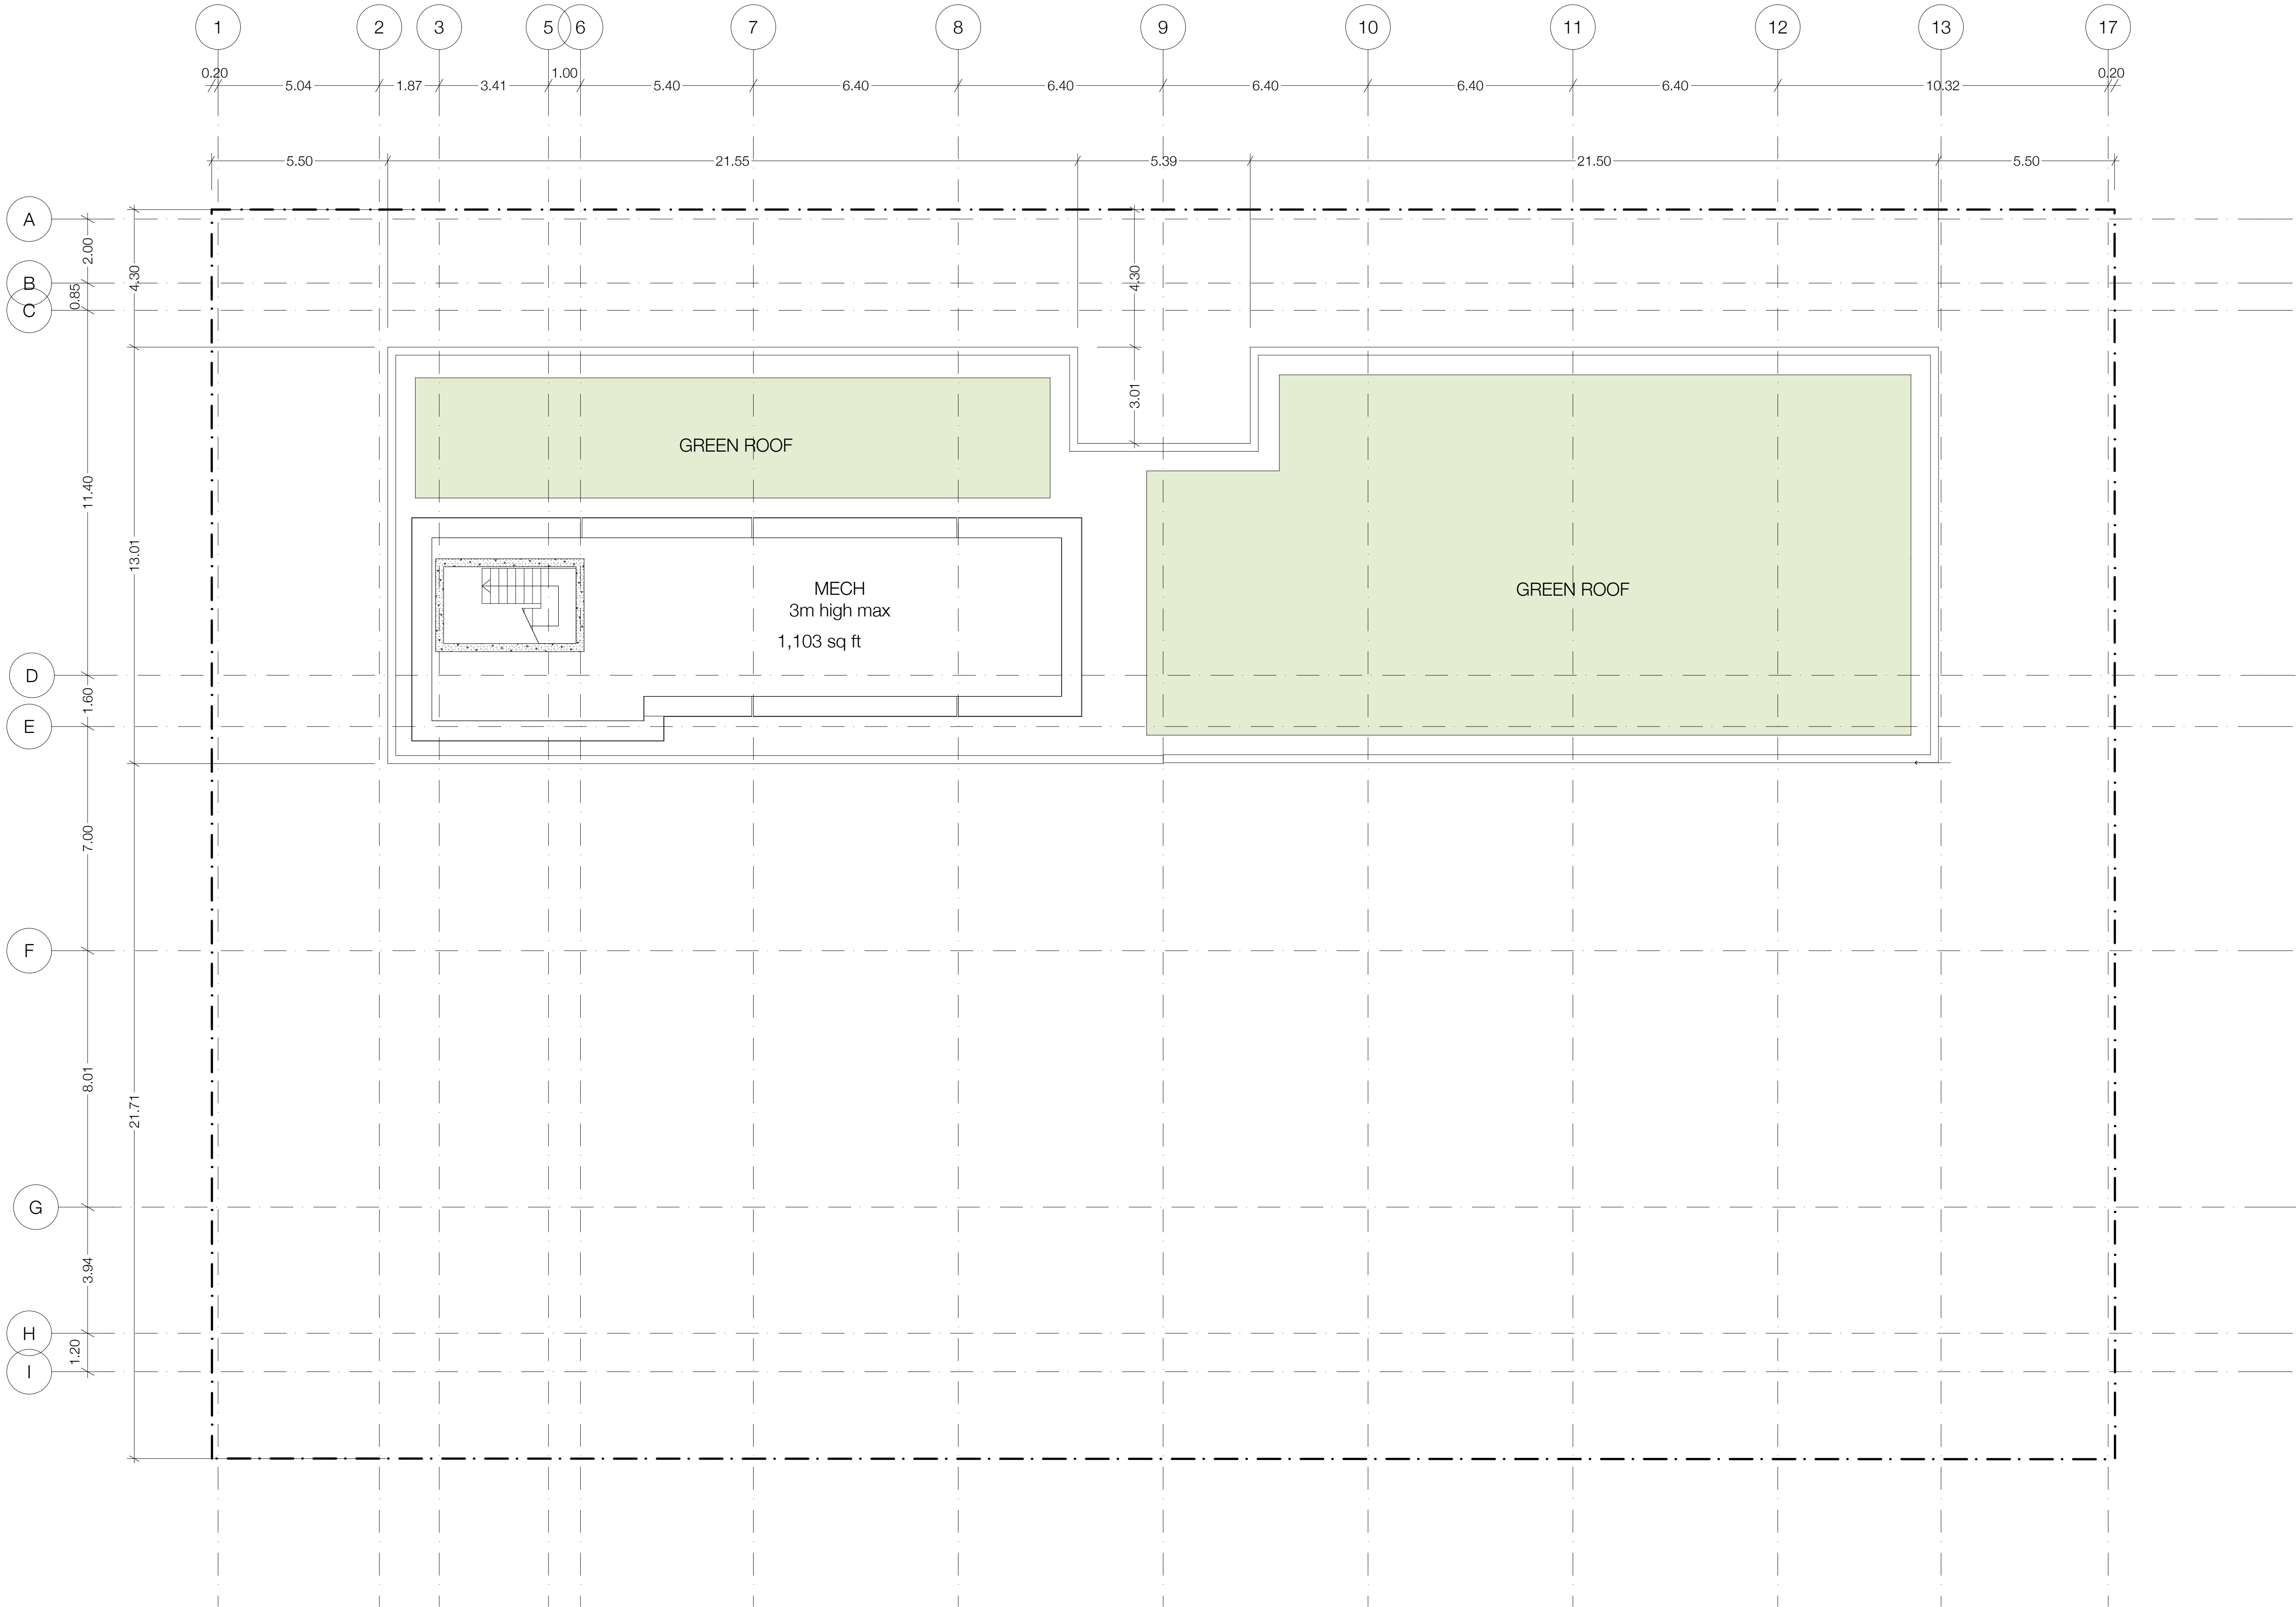 1 2 3 5 6 7 8 9 10 11 12 13 17
0.20 1.00 0.20
5.04 1.87 3.41 5.40 6.40 6.40 6.40 6.40 6.40 10.32
5.50 21.55 5.39 21.50 5.50
A
2.00
4.30
4.30
B
0.85
C
3.01
GREEN ROOF
11.40
13.01
MECH
GREEN ROOF
3m high max
1,103 sq ft
D
1.60
E
7.00
F
8.01
21.71
G
3.94
H
1.20
I